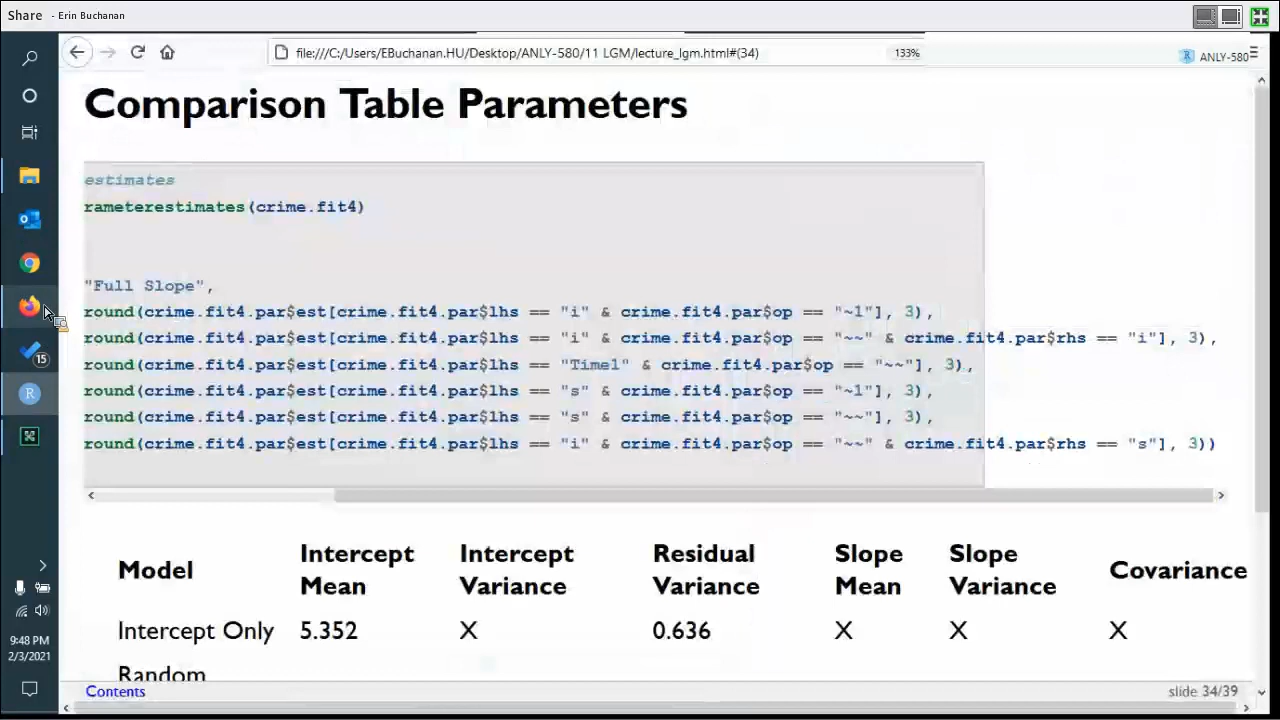 Share - Erin Buchanan
file:///C:/Users/EBuchanan.HU/Desktop/ANLY-580/11 LGM/lecture_lgm.html#(34)
133%
ANLY-580
Comparison Table Parameters
estimates
rameterestimates(crime.fit4)
"Full Slope",
round(crime.fit4.par$est[crime.fit4.par$lhs == "i" & crime.fit4.par$op == "~1"], 3),
round(crime.fit4.par$est[crime.fit4.par$lhs == "i" & crime.fit4.par$op == "~~" & crime.fit4.par$rhs == "i"], 3),
round(crime.fit4.par$est[crime.fit4.par$lhs == "Time1" & crime.fit4.par$op == "~~"], 3),
round(crime.fit4.par$est[crime.fit4.par$lhs == "s" & crime.fit4.par$op == "~1"], 3),
round(crime.fit4.par$est[crime.fit4.par$lhs == "s" & crime.fit4.par$op == "~~"], 3),
round(crime.fit4.par$est[crime.fit4.par$lhs == "i" & crime.fit4.par$op == "~~" & crime.fit4.par$rhs == "s"], 3))
Model Intercept Mean Intercept Variance Residual Variance Slope Mean Slope Variance Covariance
Intercept Only 5.352 X 0.636 X X X
Random
Contents
slide 34/39
15
R
9:48 PM
2/3/2021